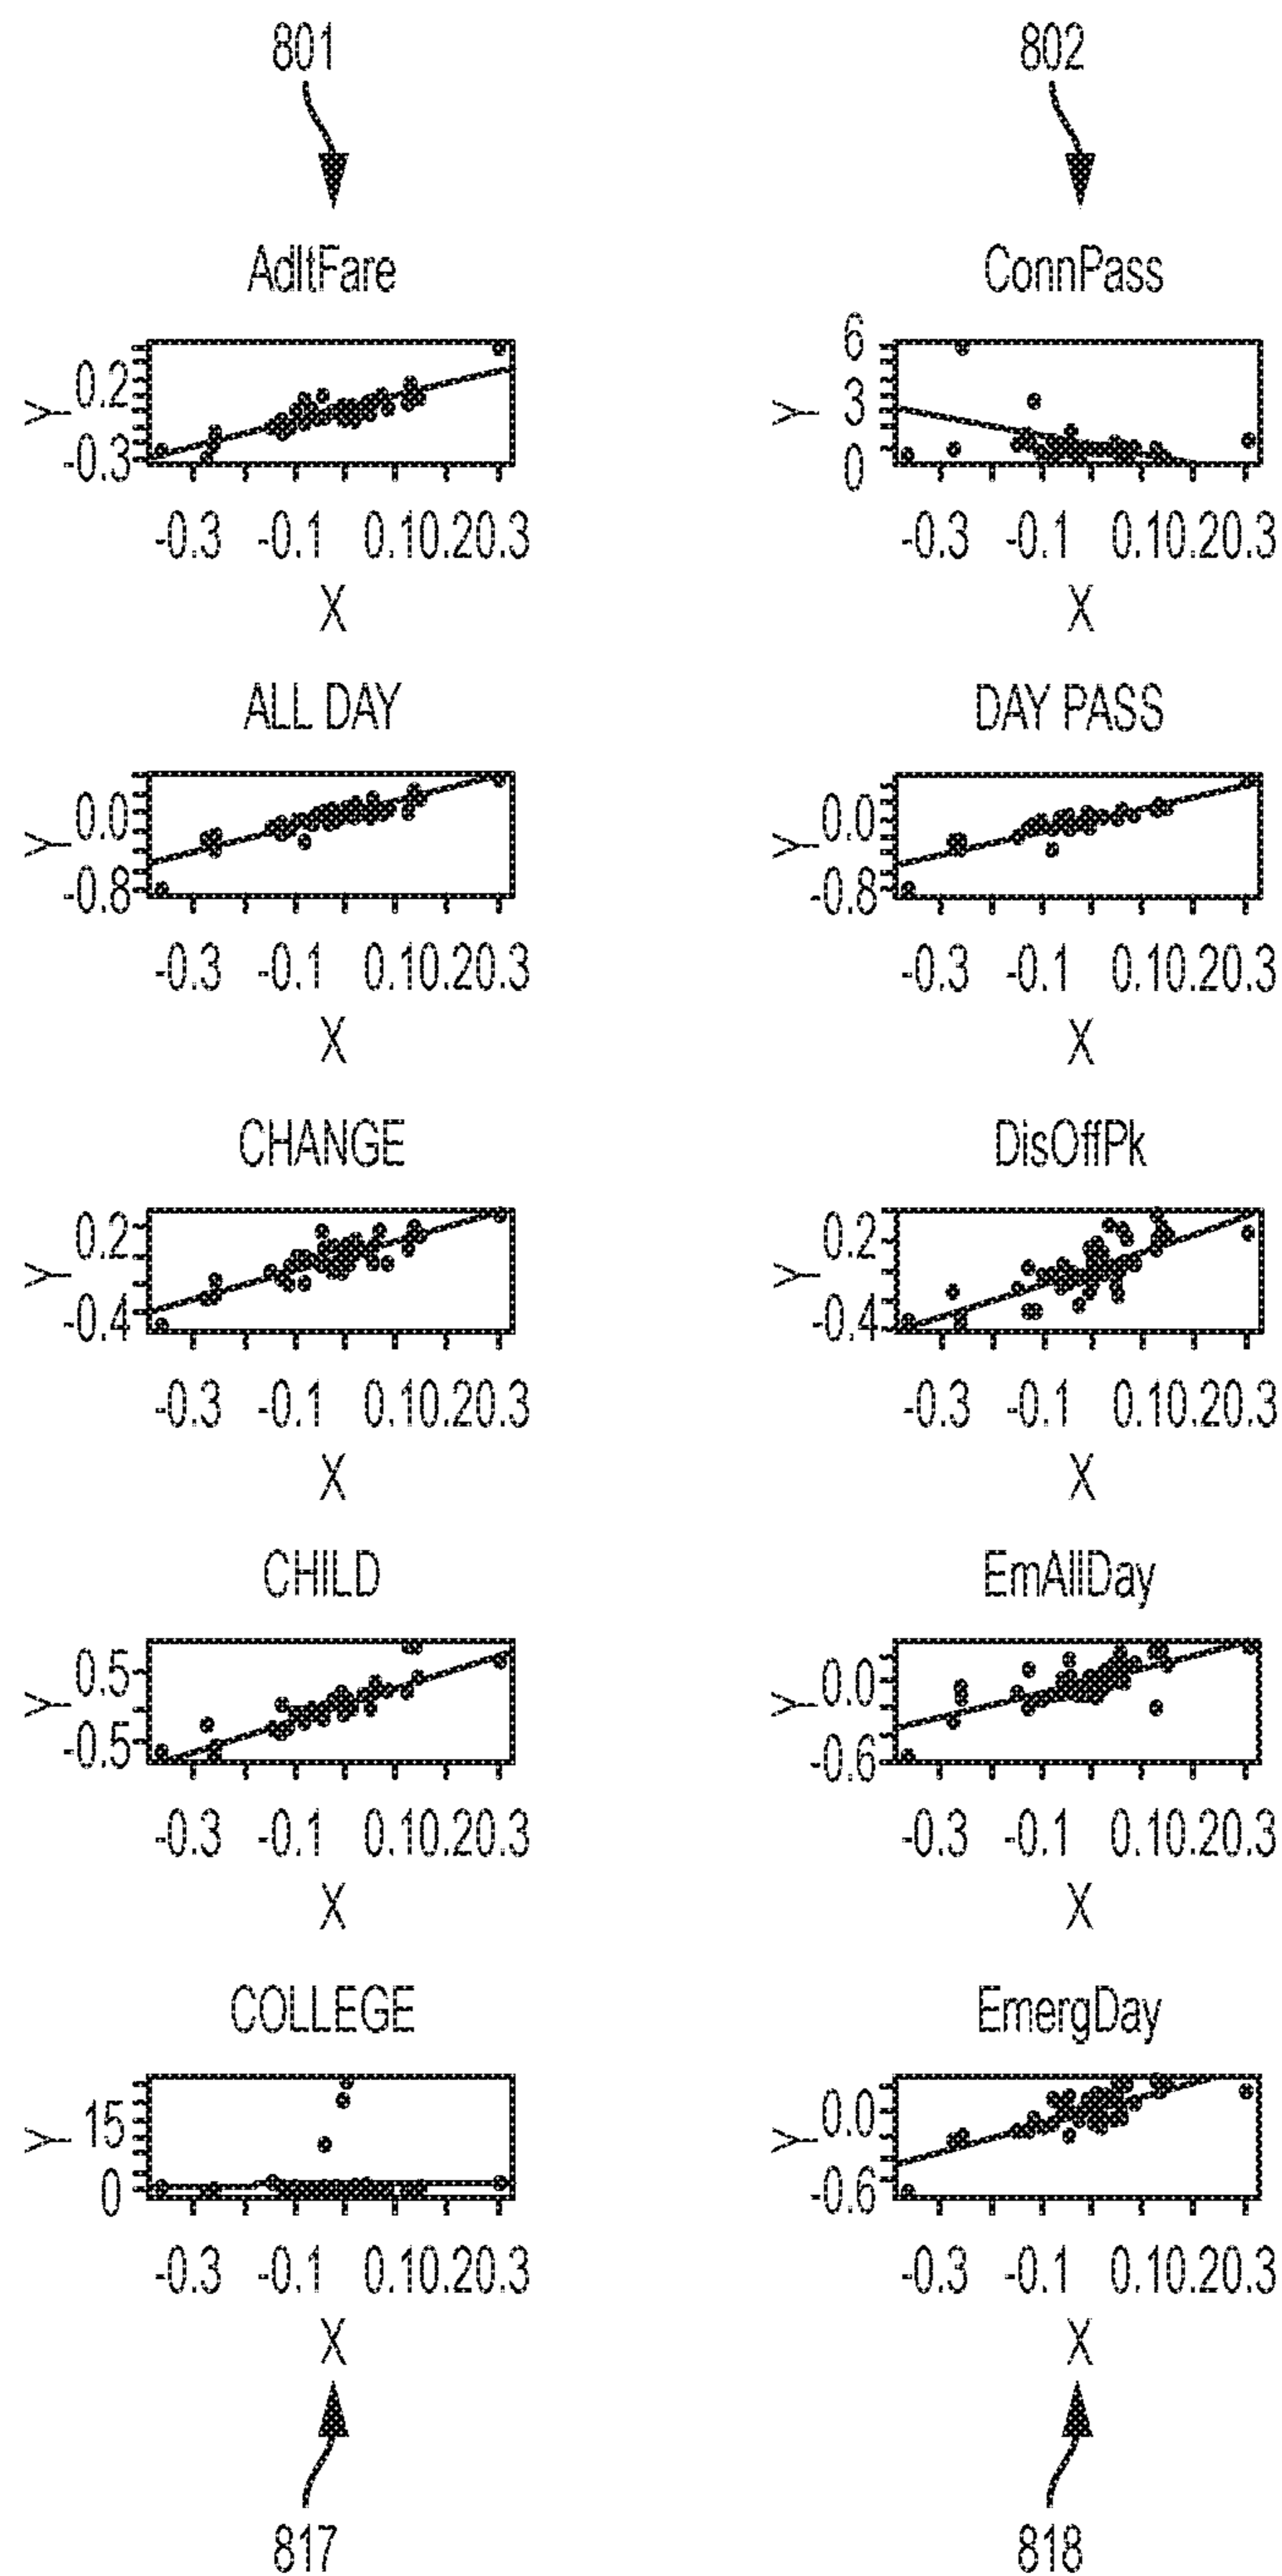 801 802
AdltFare ConnPass
Y 0.2 -0.3 Y 6 3 0
-0.3 -0.1 0.10.20.3 -0.3 -0.1 0.10.20.3
X X
ALL DAY DAY PASS
Y 0.0 -0.8 Y 0.0 -0.8
-0.3 -0.1 0.10.20.3 -0.3 -0.1 0.10.20.3
X X
CHANGE DisOffPk
Y 0.2 -0.4 Y 0.2 -0.4
-0.3 -0.1 0.10.20.3 -0.3 -0.1 0.10.20.3
X X
CHILD EmAllDay
Y 0.5 -0.5 Y 0.0 -0.6
-0.3 -0.1 0.10.20.3 -0.3 -0.1 0.10.20.3
X X
COLLEGE EmergDay
Y 15 0 Y 0.0 -0.6
-0.3 -0.1 0.10.20.3 -0.3 -0.1 0.10.20.3
X X
817 818